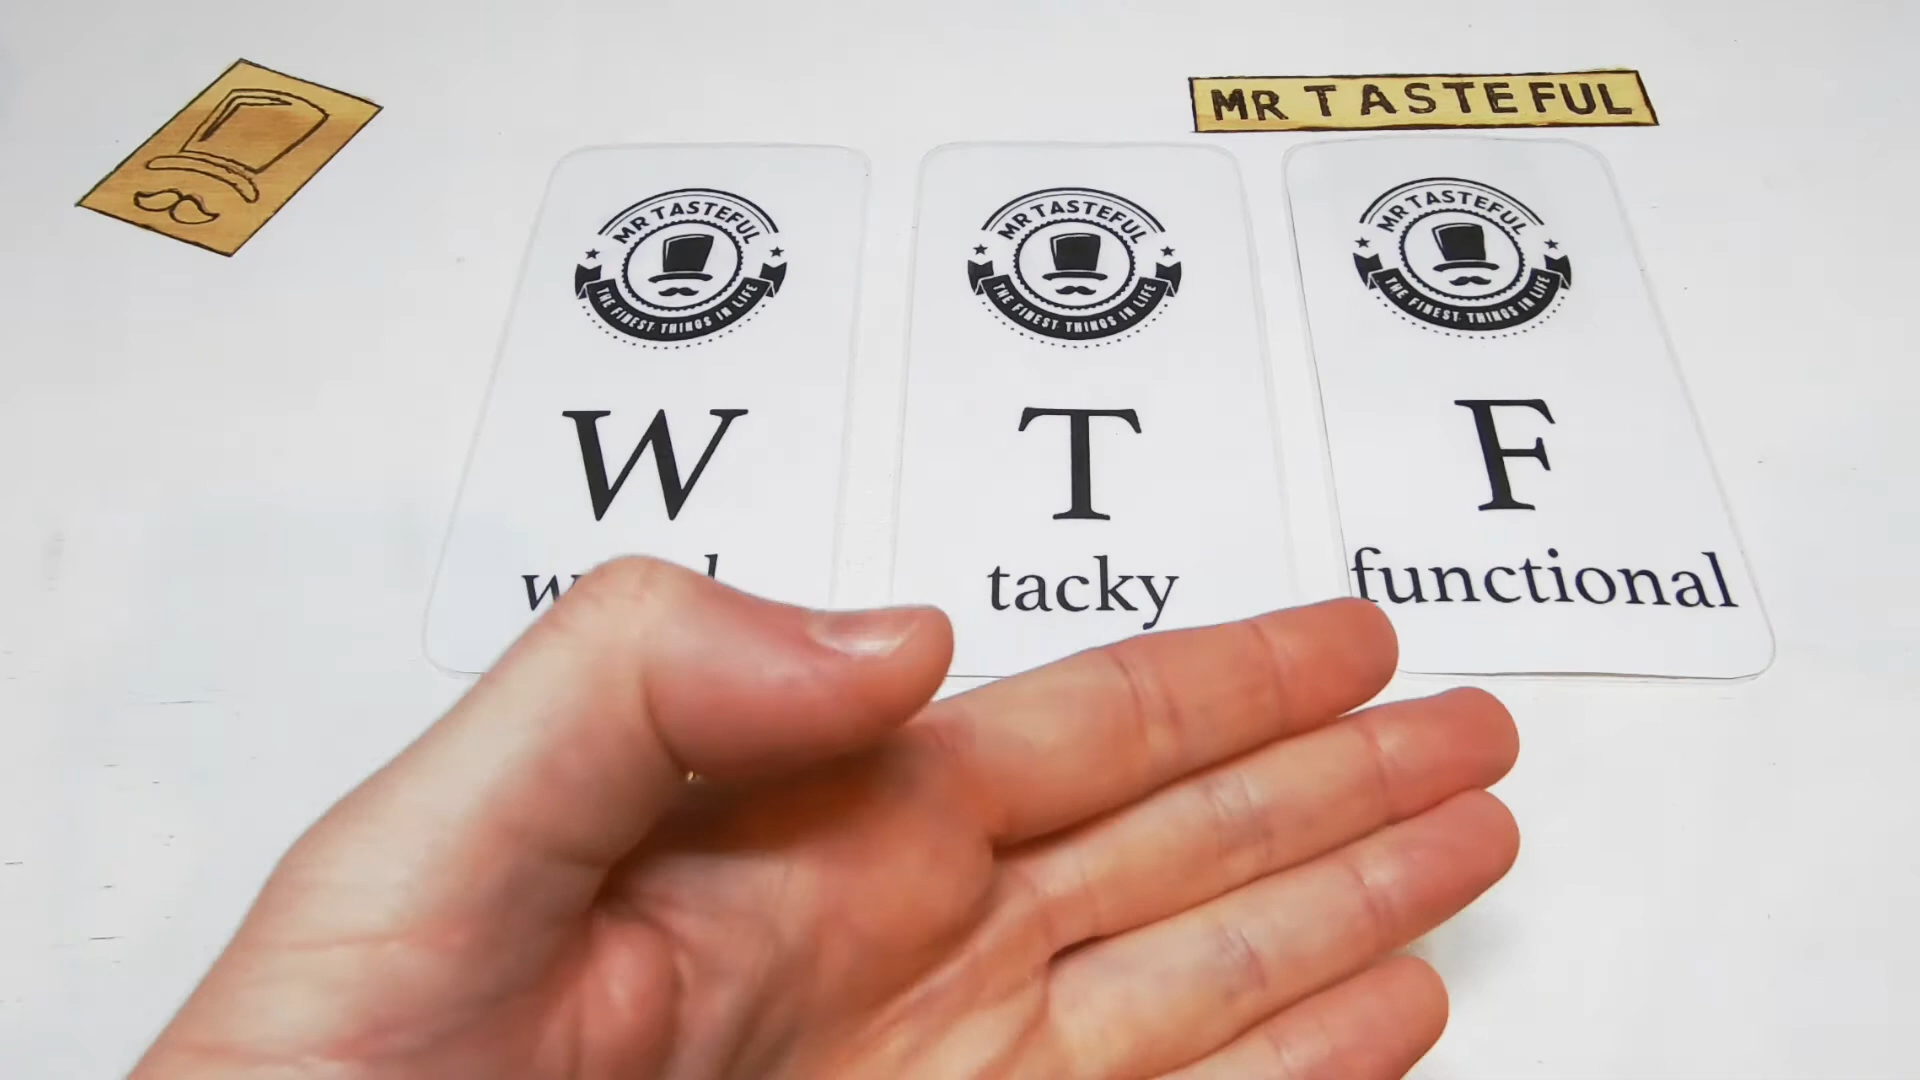 MR TASTEFUL
MR TASTEFUL
THE FINEST THINGS IN LIFE
W
MR TASTEFUL
THE FINEST THINGS IN LIFE
T
tacky
MR TASTEFUL
THE FINEST THINGS IN LIFE
F
functional